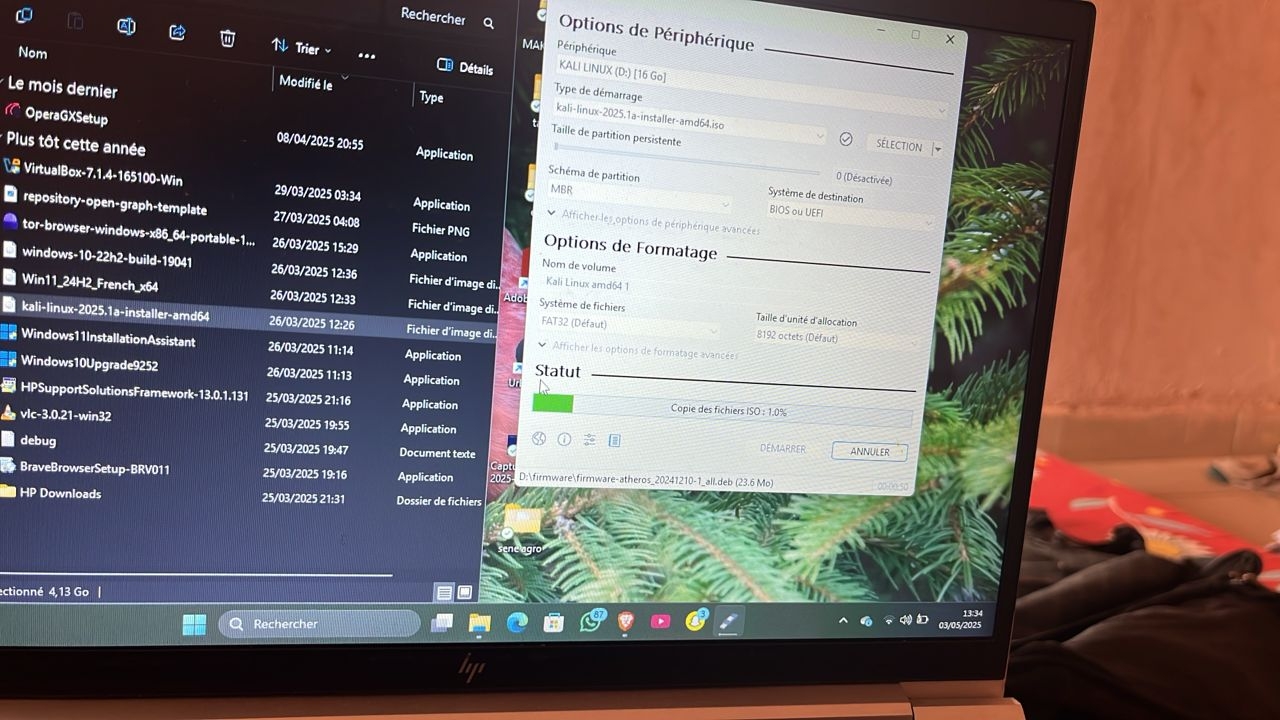 Rechercher
Trier
Détails
Nom
Modifié le
Type
Le mois dernier
OperaGXSetup
08/04/2025 20:55
Application
Plus tôt cette année
VirtualBox-7.1.4-165100-Win
29/03/2025 03:34
Application
repository-open-graph-template
27/03/2025 04:08
Fichier PNG
tor-browser-windows-x86_64-portable-1...
26/03/2025 15:29
Application
windows-10-22h2-build-19041
26/03/2025 12:36
Fichier d'image di...
Win11_24H2_French_x64
26/03/2025 12:33
Fichier d'image di...
kali-linux-2025.1a-installer-amd64
26/03/2025 12:26
Fichier d'image di...
Windows11InstallationAssistant
26/03/2025 11:14
Application
Windows10Upgrade9252
26/03/2025 11:13
Application
HPSupportSolutionsFramework-13.0.1.131
25/03/2025 21:16
Application
vlc-3.0.21-win32
25/03/2025 19:55
Application
debug
25/03/2025 19:47
Document texte
BraveBrowserSetup-BRV011
25/03/2025 19:16
Application
HP Downloads
25/03/2025 21:31
Dossier de fichiers
ectionné 4,13 Go
Options de Périphérique
Périphérique
KALI LINUX (D:) [16 Go]
Type de démarrage
kali-linux-2025.1a-installer-amd64.iso
SÉLECTION
Taille de partition persistente
0 (Désactivée)
Schéma de partition
MBR
Système de destination
BIOS ou UEFI
Afficher les options de périphérique avancées
Options de Formatage
Nom de volume
Kali Linux amd64 1
Système de fichiers
FAT32 (Défaut)
Taille d'unité d'allocation
8192 octets (Défaut)
Afficher les options de formatage avancées
Statut
Copie des fichiers ISO : 1.0%
DÉMARRER
ANNULER
D:\firmware\firmware-atheros_20241210-1_all.deb (23.6 Mo)
00:00:50
MAK
Adob
Captu
2025-
sene agro
Rechercher
87
3
13:34
03/05/2025
hp